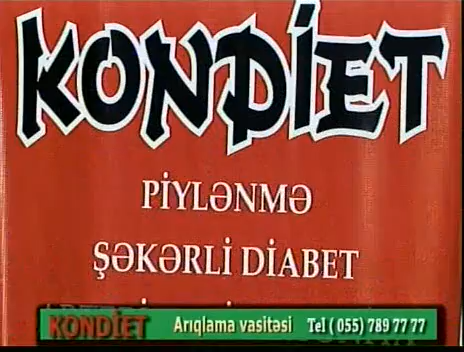 KONDİET
PİYLƏNMƏ
ŞƏKƏRLİ DİABET
KONDİET Arıqlama vasitəsi Tel (055) 789 77 77